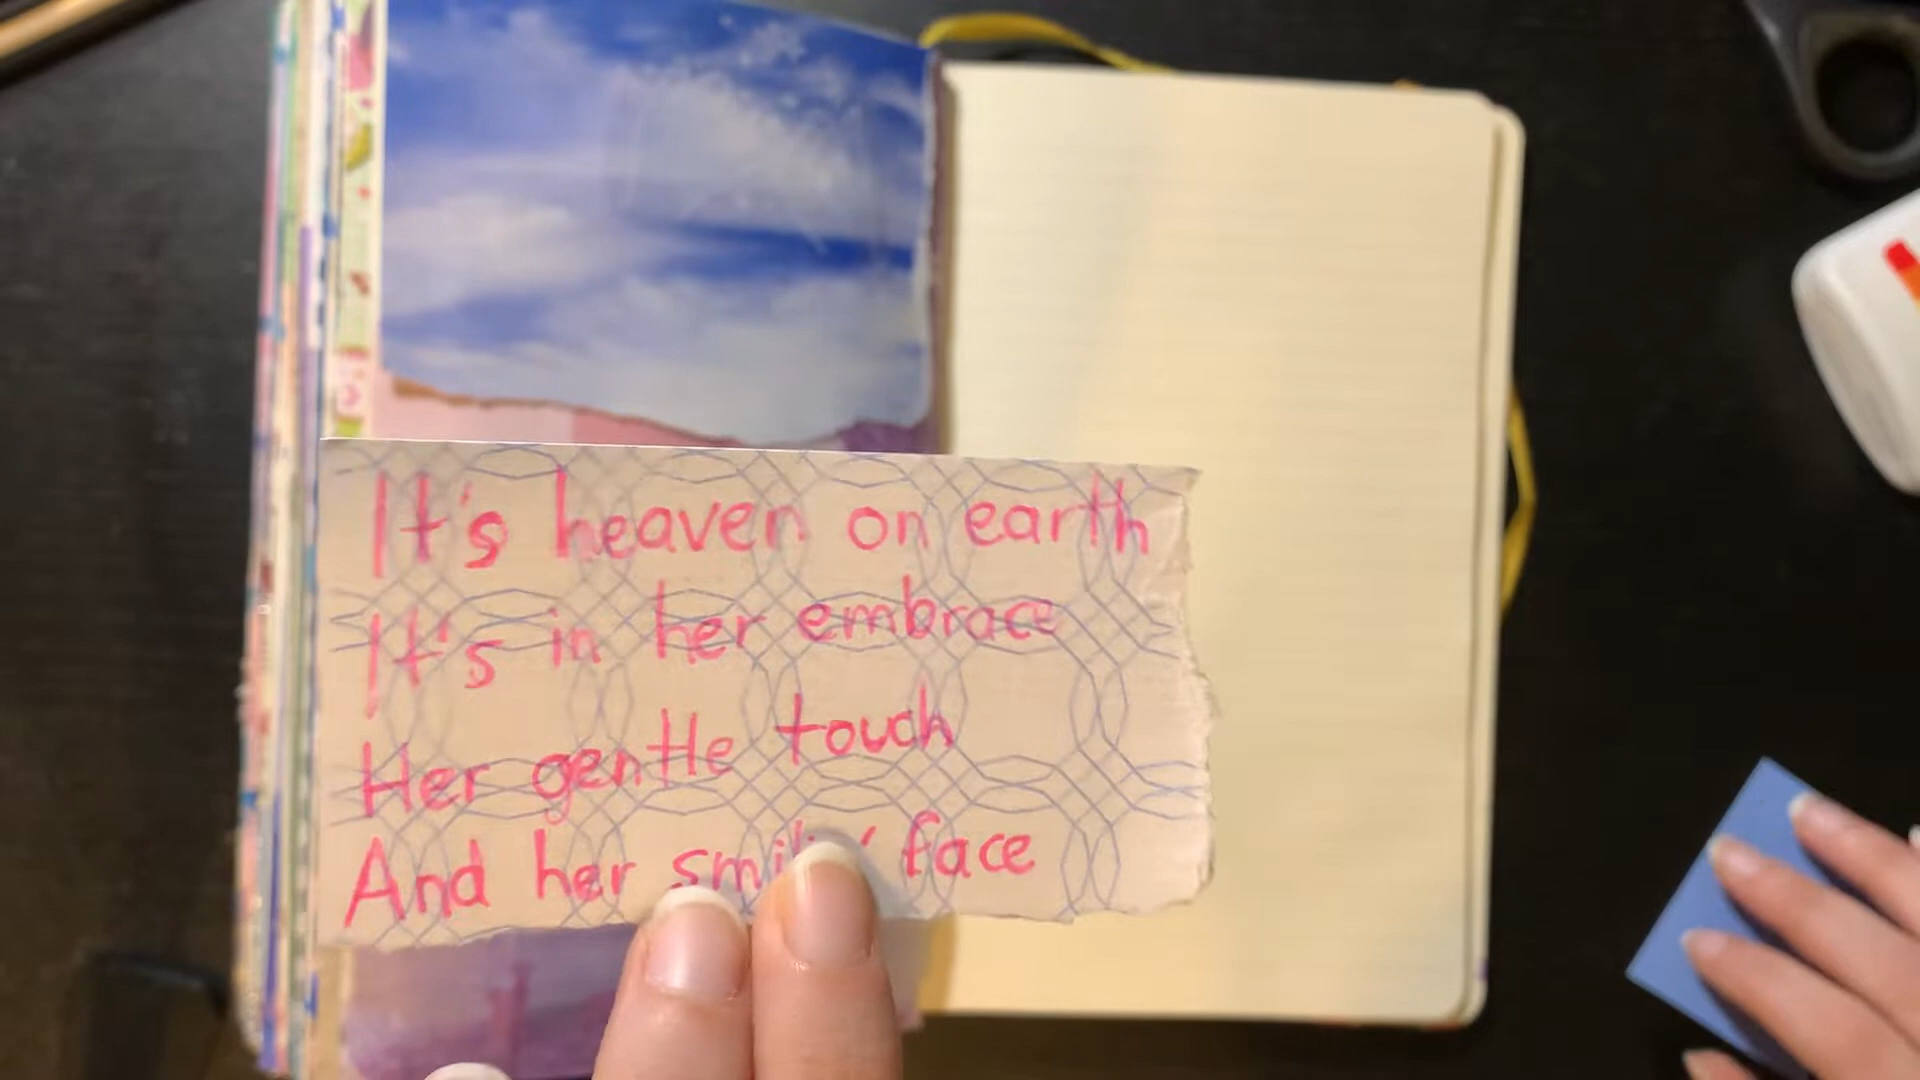 It's heaven on earth
It's in her embrace
Her gentle touch
And her face